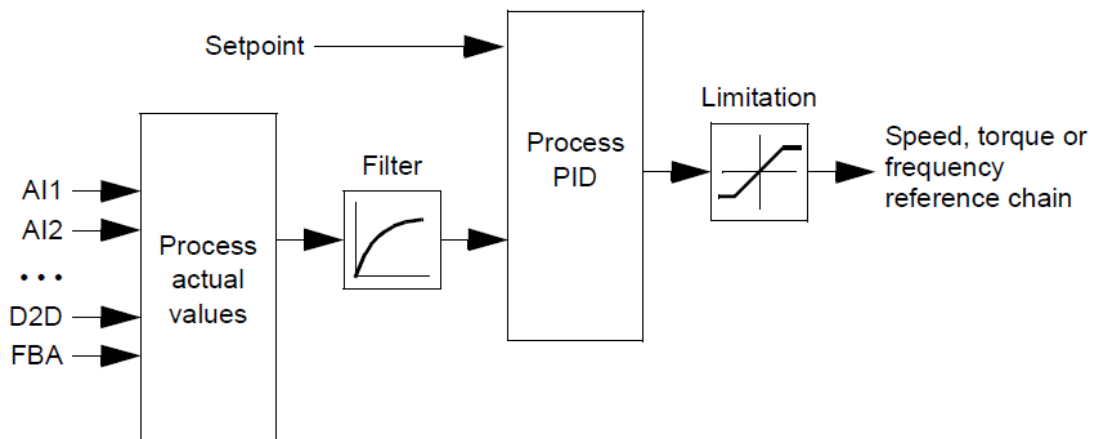 Setpoint
AI1
AI2
• • •
D2D
FBA
Process
actual
values
Filter
Process
PID
Limitation
Speed, torque or
frequency
reference chain